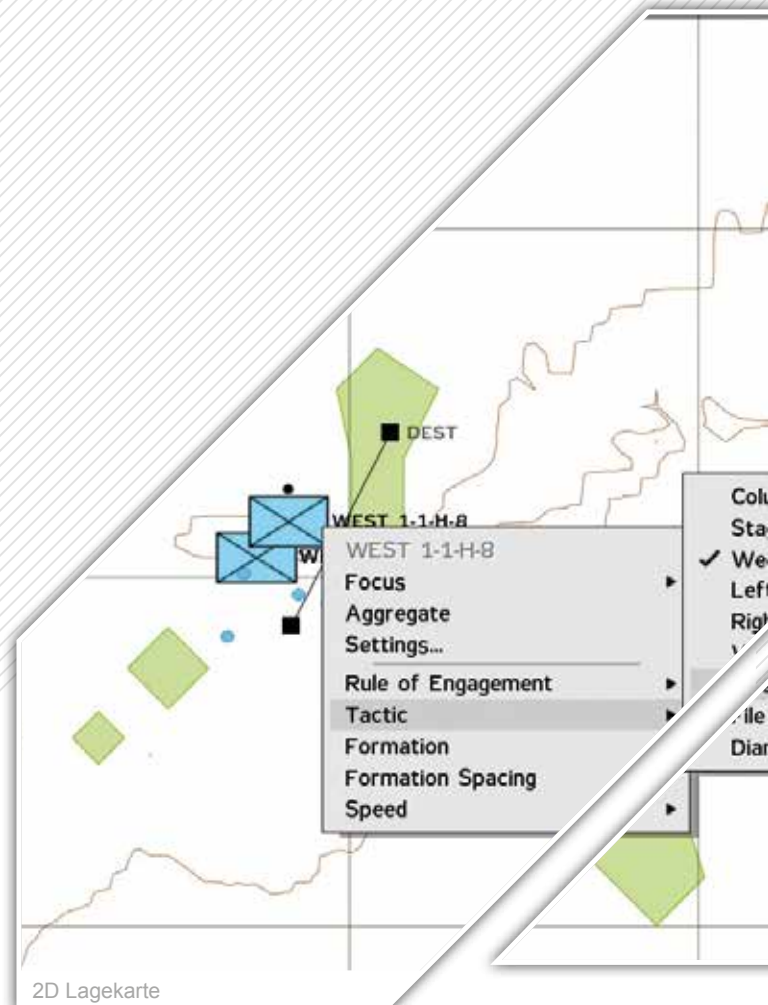 DEST
WEST 1-1-H-8
WEST 1-1-H-8
Focus
Aggregate
Settings...
Rule of Engagement
Tactic
Formation
Formation Spacing
Speed
2D Lagekarte